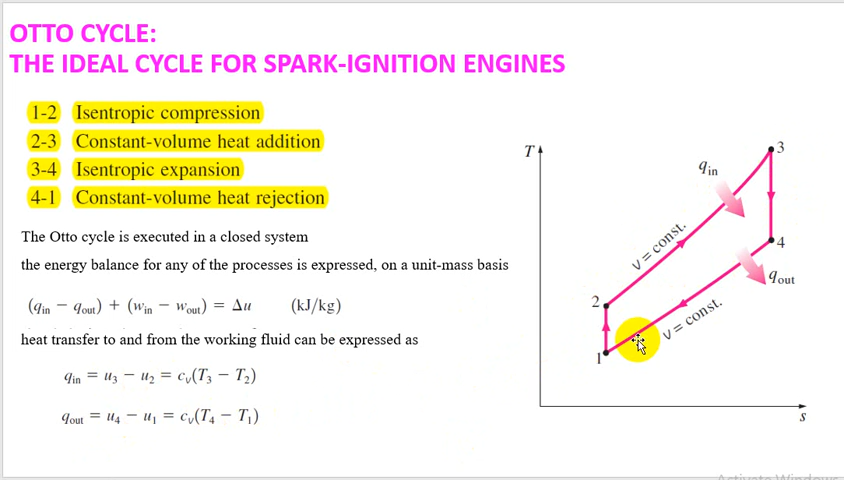 OTTO CYCLE:
THE IDEAL CYCLE FOR SPARK-IGNITION ENGINES
1-2 Isentropic compression
2-3 Constant-volume heat addition
3-4 Isentropic expansion
4-1 Constant-volume heat rejection
The Otto cycle is executed in a closed system
the energy balance for any of the processes is expressed, on a unit-mass basis
(q_in − q_out) + (w_in − w_out) = Δu (kJ/kg)
heat transfer to and from the working fluid can be expressed as
q_in = u_3 − u_2 = c_v(T_3 − T_2)
q_out = u_4 − u_1 = c_v(T_4 − T_1)
T
3
q_in
v = const.
4
q_out
2
v = const.
1
s
Activate Windows